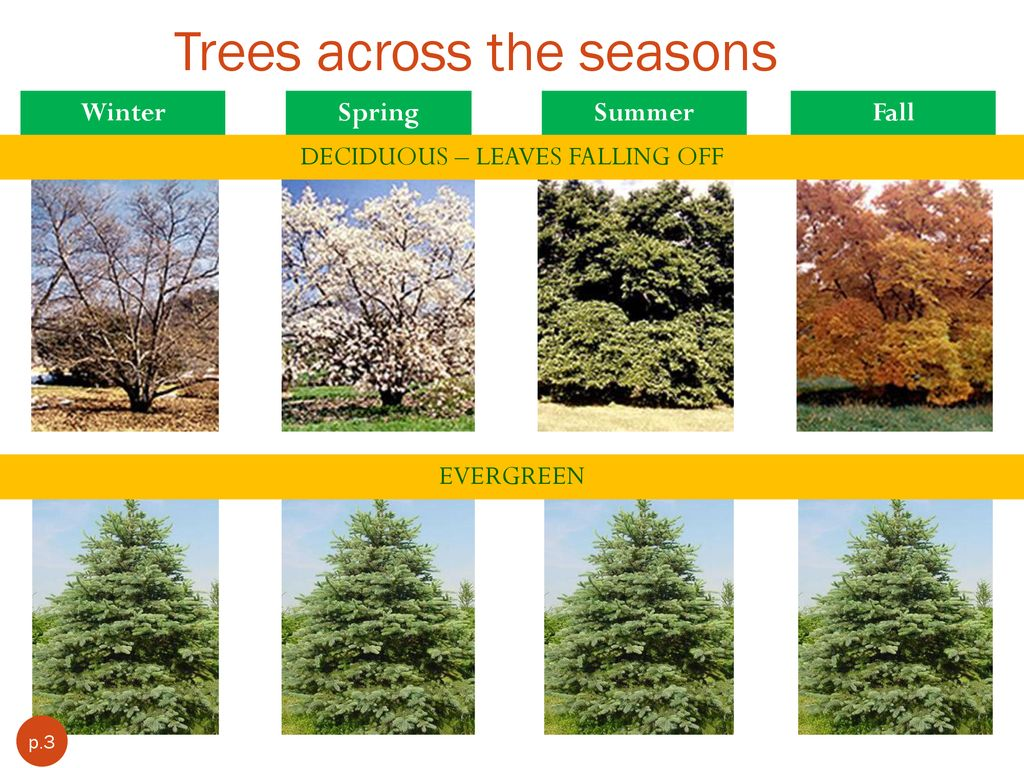 Trees across the seasons
Winter Spring Summer Fall
DECIDUOUS – LEAVES FALLING OFF
EVERGREEN
p.3